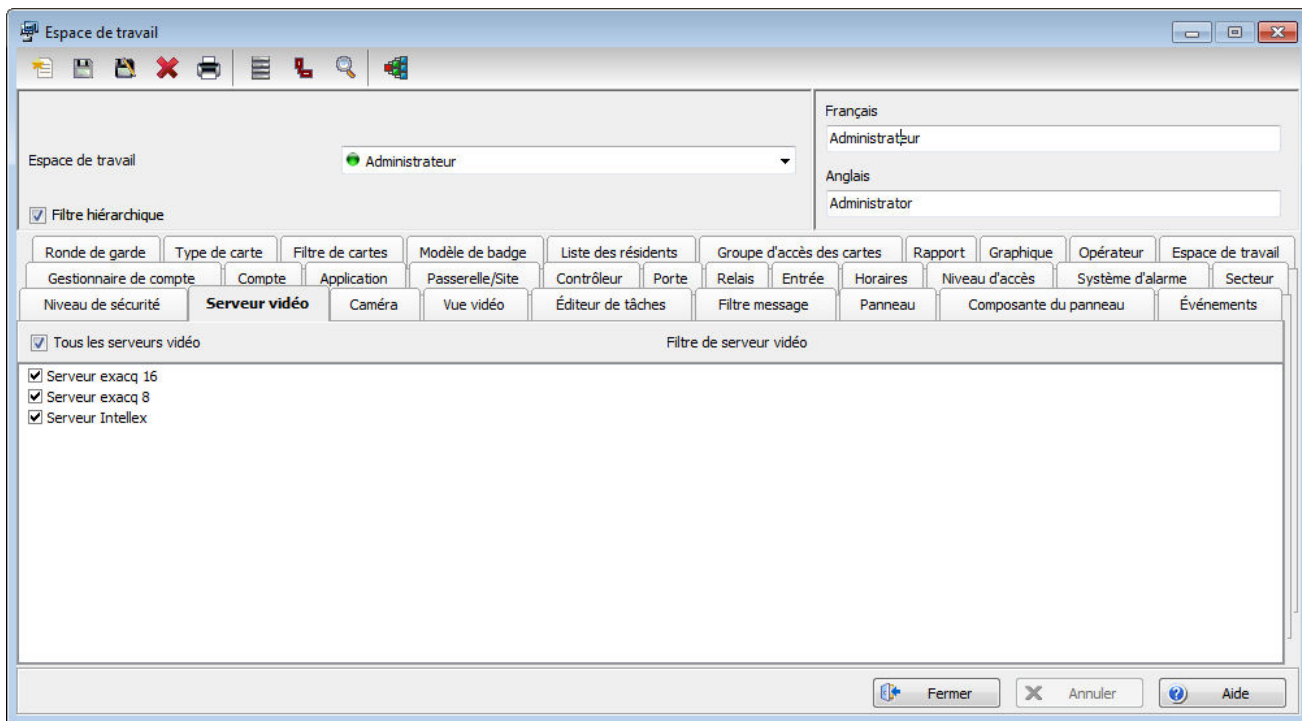 Espace de travail
Français
Administrateur
Espace de travail
Administrateur
Anglais
Administrator
Filtre hiérarchique
Ronde de garde Type de carte Filtre de cartes Modèle de badge Liste des résidents Groupe d'accès des cartes Rapport Graphique Opérateur Espace de travail
Gestionnaire de compte Compte Application Passerelle/Site Contrôleur Porte Relais Entrée Horaires Niveau d'accès Système d'alarme Secteur
Niveau de sécurité Serveur vidéo Caméra Vue vidéo Éditeur de tâches Filtre message Panneau Composante du panneau Événements
Tous les serveurs vidéo Filtre de serveur vidéo
Serveur exacq 16
Serveur exacq 8
Serveur Intellex
Fermer Annuler Aide